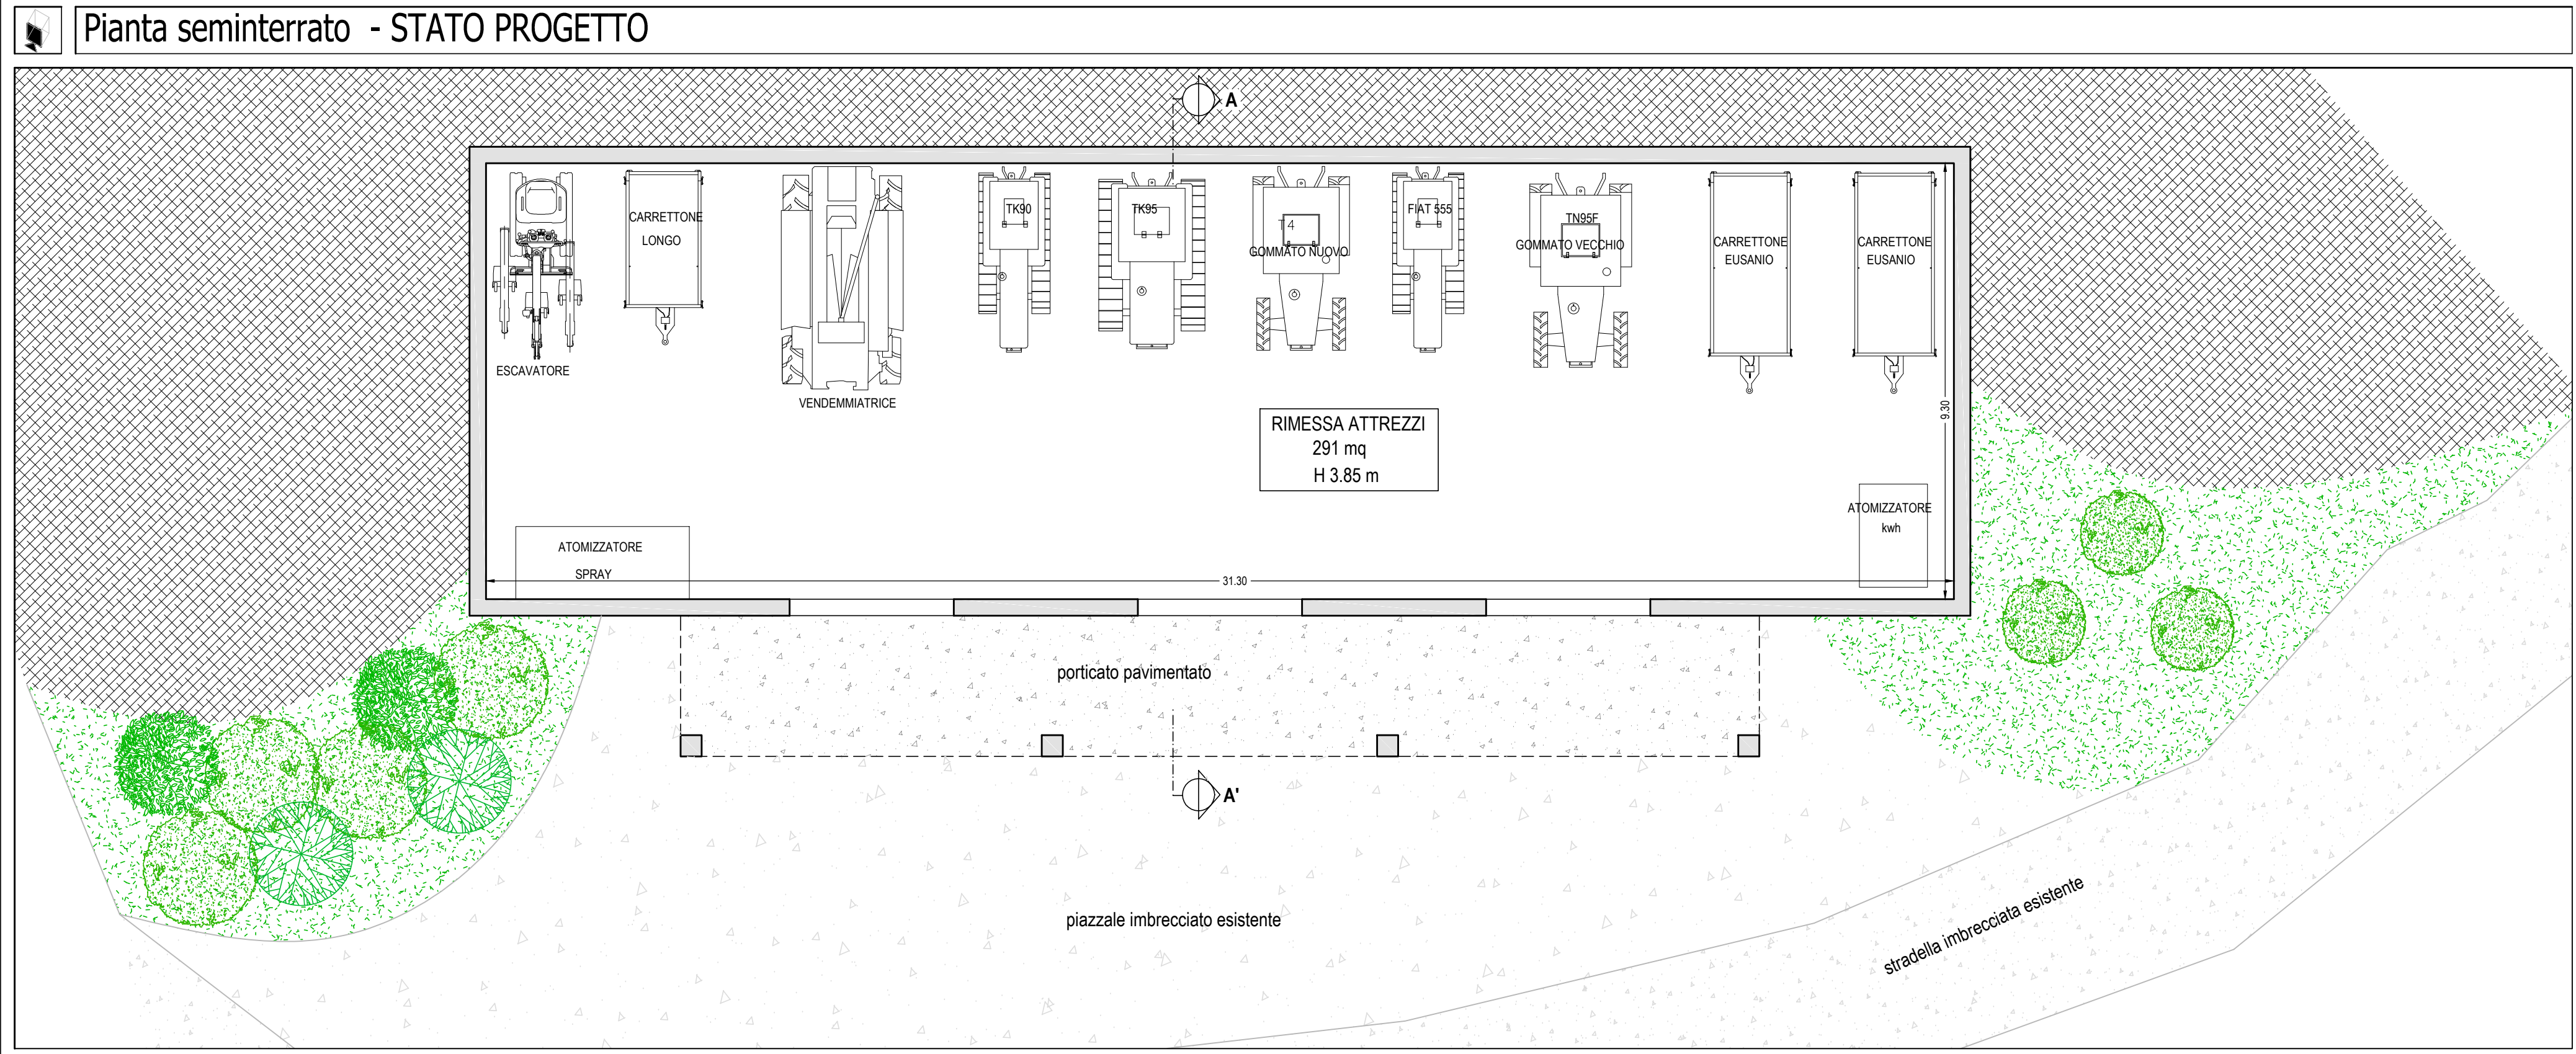 Pianta seminterrato - STATO PROGETTO
A
CARRETTONE
LONGO
TK90
TK95
T4
GOMMATO NUOVO
FIAT 555
TN95F
GOMMATO VECCHIO
CARRETTONE
EUSANIO
CARRETTONE
EUSANIO
ESCAVATORE
VENDEMMIATRICE
9.30
RIMESSA ATTREZZI
291 mq
H 3.85 m
ATOMIZZATORE
kwh
ATOMIZZATORE
SPRAY
31.30
porticato pavimentato
A'
piazzale imbrecciato esistente
stradella imbrecciata esistente